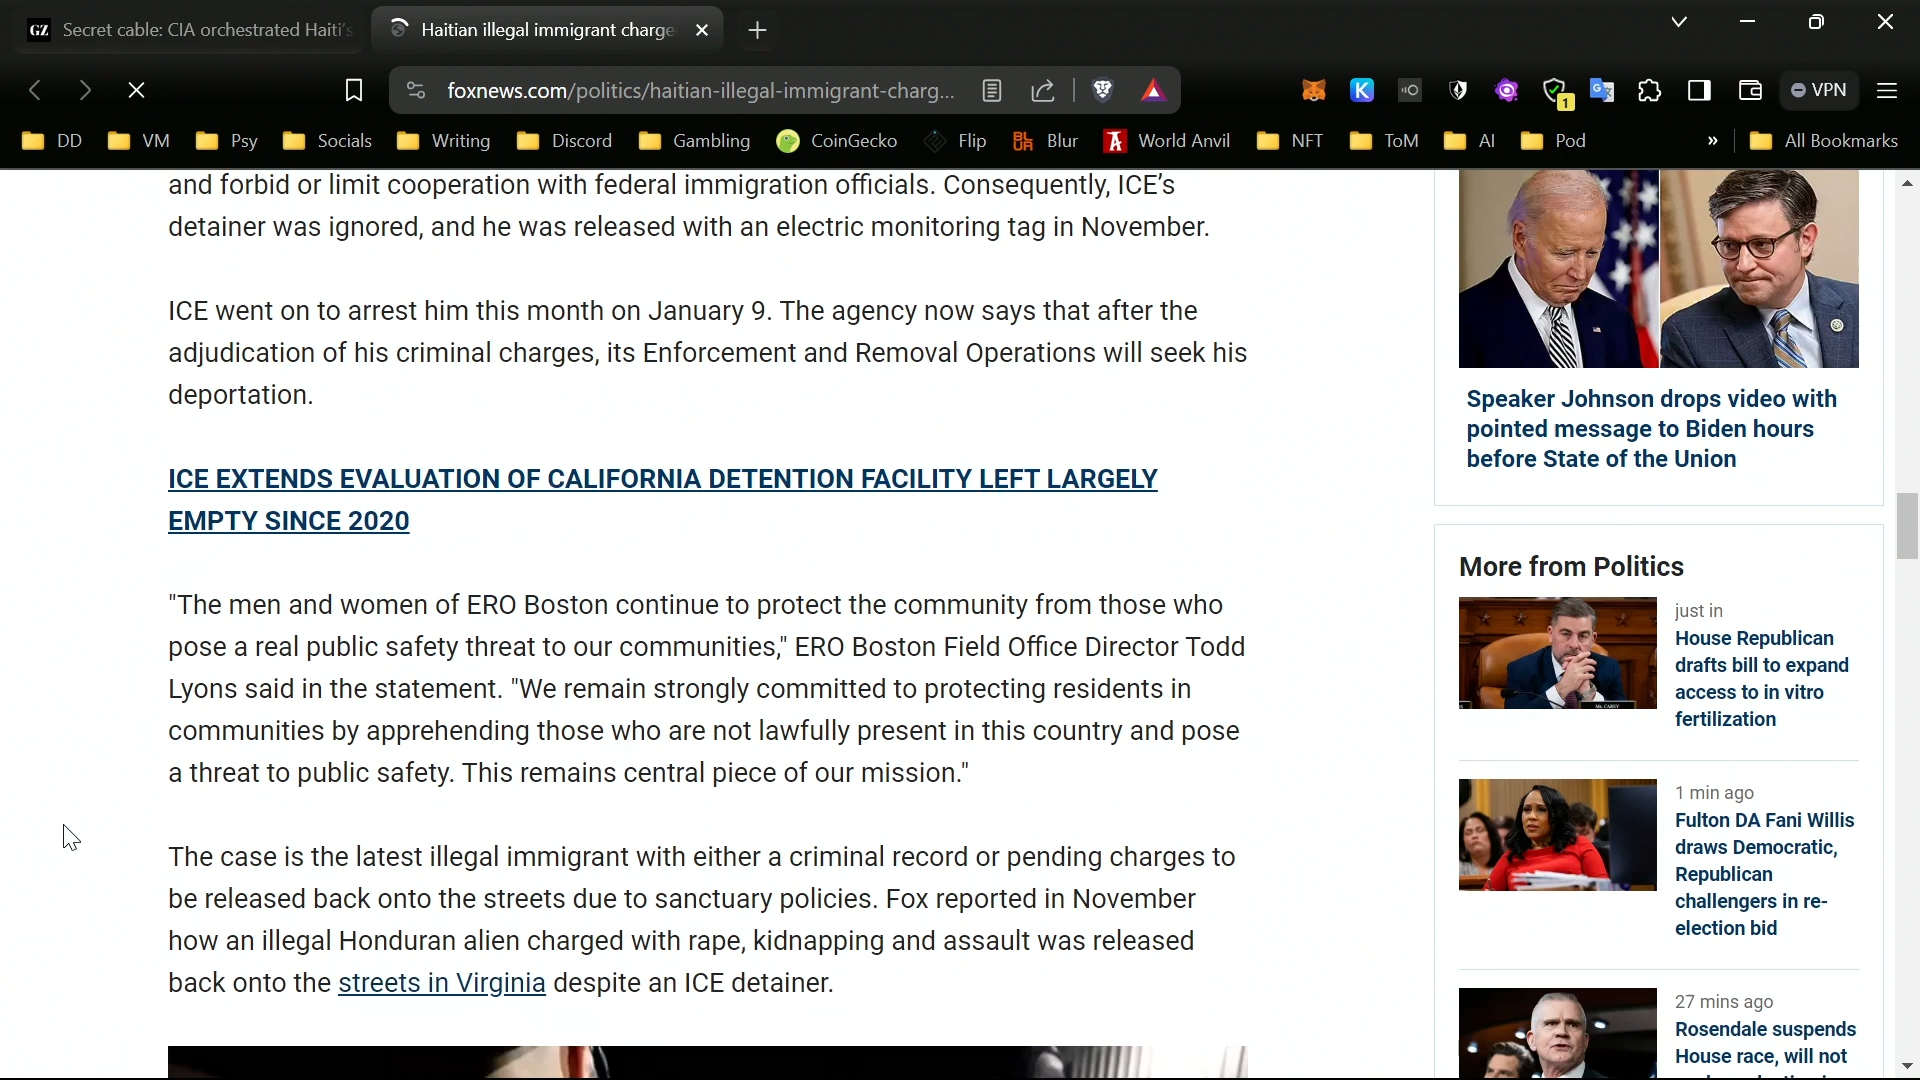 GZ Secret cable: CIA orchestrated Haiti's
Haitian illegal immigrant charge
foxnews.com/politics/haitian-illegal-immigrant-charg...
1
VPN
DD
VM
Psy
Socials
Writing
Discord
Gambling
CoinGecko
Flip
BLUR Blur
World Anvil
NFT
ToM
AI
Pod
»
All Bookmarks
and forbid or limit cooperation with federal immigration officials. Consequently, ICE's
detainer was ignored, and he was released with an electric monitoring tag in November.
ICE went on to arrest him this month on January 9. The agency now says that after the
adjudication of his criminal charges, its Enforcement and Removal Operations will seek his
deportation.
ICE EXTENDS EVALUATION OF CALIFORNIA DETENTION FACILITY LEFT LARGELY
EMPTY SINCE 2020
"The men and women of ERO Boston continue to protect the community from those who
pose a real public safety threat to our communities," ERO Boston Field Office Director Todd
Lyons said in the statement. "We remain strongly committed to protecting residents in
communities by apprehending those who are not lawfully present in this country and pose
a threat to public safety. This remains central piece of our mission."
The case is the latest illegal immigrant with either a criminal record or pending charges to
be released back onto the streets due to sanctuary policies. Fox reported in November
how an illegal Honduran alien charged with rape, kidnapping and assault was released
back onto the streets in Virginia despite an ICE detainer.
Speaker Johnson drops video with
pointed message to Biden hours
before State of the Union
More from Politics
just in
House Republican
drafts bill to expand
access to in vitro
fertilization
Mr. CAREY
1 min ago
Fulton DA Fani Willis
draws Democratic,
Republican
challengers in re-
election bid
27 mins ago
Rosendale suspends
House race, will not